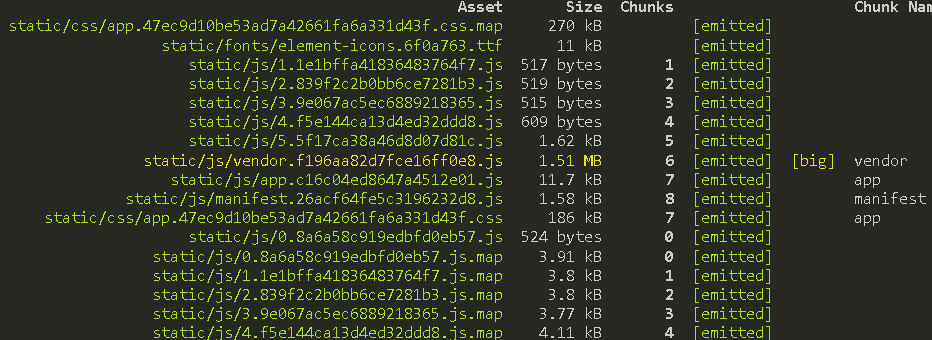 Asset Size Chunks Chunk Nam
static/css/app.47ec9d10be53ad7a42661fa6a331d43f.css.map 270 kB [emitted]
static/fonts/element-icons.6f0a763.ttf 11 kB [emitted]
static/js/1.1e1bffa41836483764f7.js 517 bytes 1 [emitted]
static/js/2.839f2c2b0bb6ce7281b3.js 519 bytes 2 [emitted]
static/js/3.9e067ac5ec6889218365.js 515 bytes 3 [emitted]
static/js/4.f5e144ca13d4ed32ddd8.js 609 bytes 4 [emitted]
static/js/5.5f17ca38a46d8d07d81c.js 1.62 kB 5 [emitted]
static/js/vendor.f196aa82d7fce16ff0e8.js 1.51 MB 6 [emitted] [big] vendor
static/js/app.c16c04ed8647a4512e01.js 11.7 kB 7 [emitted] app
static/js/manifest.26acf64fe5c3196232d8.js 1.58 kB 8 [emitted] manifest
static/css/app.47ec9d10be53ad7a42661fa6a331d43f.css 186 kB 7 [emitted] app
static/js/0.8a6a58c919edbfd0eb57.js 524 bytes 0 [emitted]
static/js/0.8a6a58c919edbfd0eb57.js.map 3.91 kB 0 [emitted]
static/js/1.1e1bffa41836483764f7.js.map 3.8 kB 1 [emitted]
static/js/2.839f2c2b0bb6ce7281b3.js.map 3.8 kB 2 [emitted]
static/js/3.9e067ac5ec6889218365.js.map 3.77 kB 3 [emitted]
static/js/4.f5e144ca13d4ed32ddd8.js.map 4.11 kB 4 [emitted]